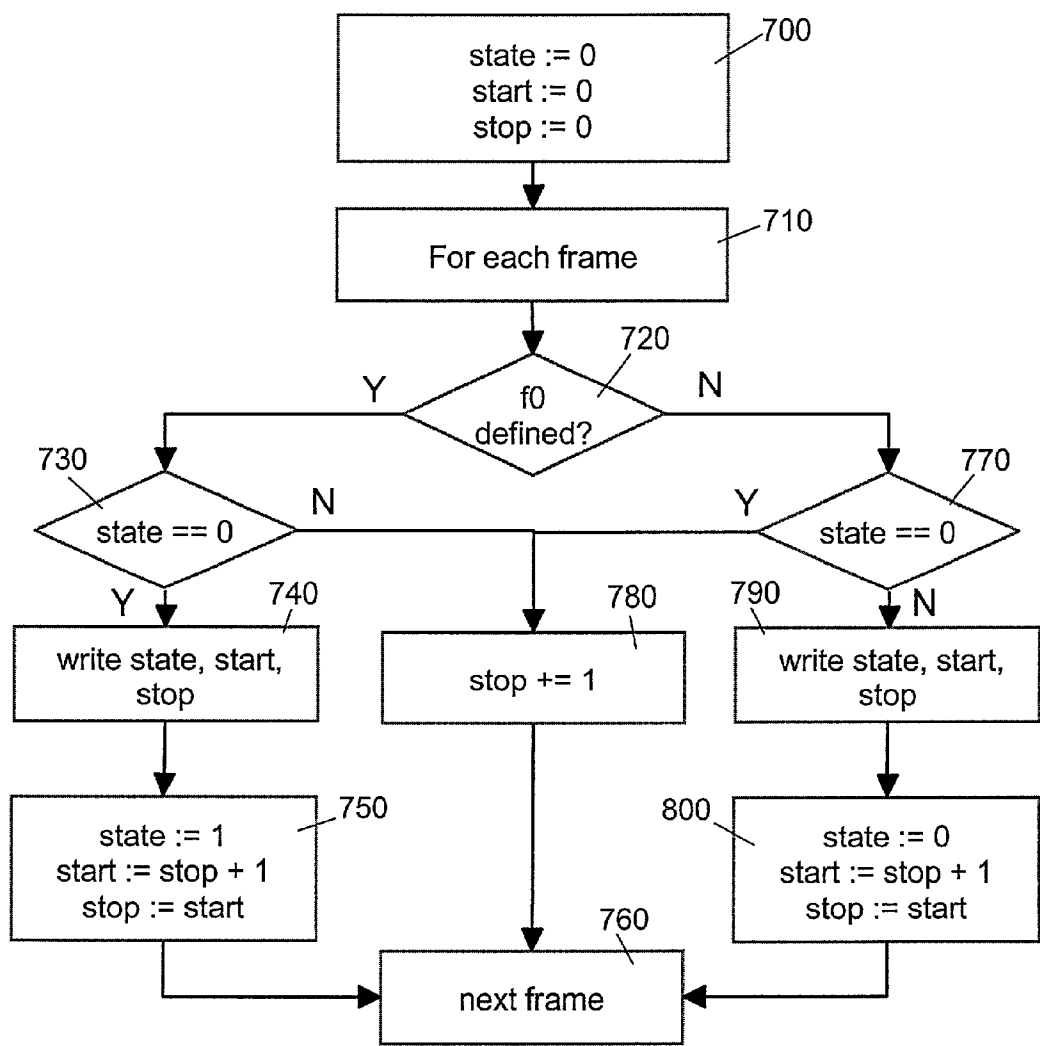 700
state := 0
start := 0
stop := 0
710
For each frame
720
Y
N
f0
defined?
730
770
N
Y
state == 0
state == 0
Y
740
780
790
N
write state, start,
stop
stop += 1
write state, start,
stop
750
800
state := 1
start := stop + 1
stop := start
state := 0
start := stop + 1
stop := start
760
next frame